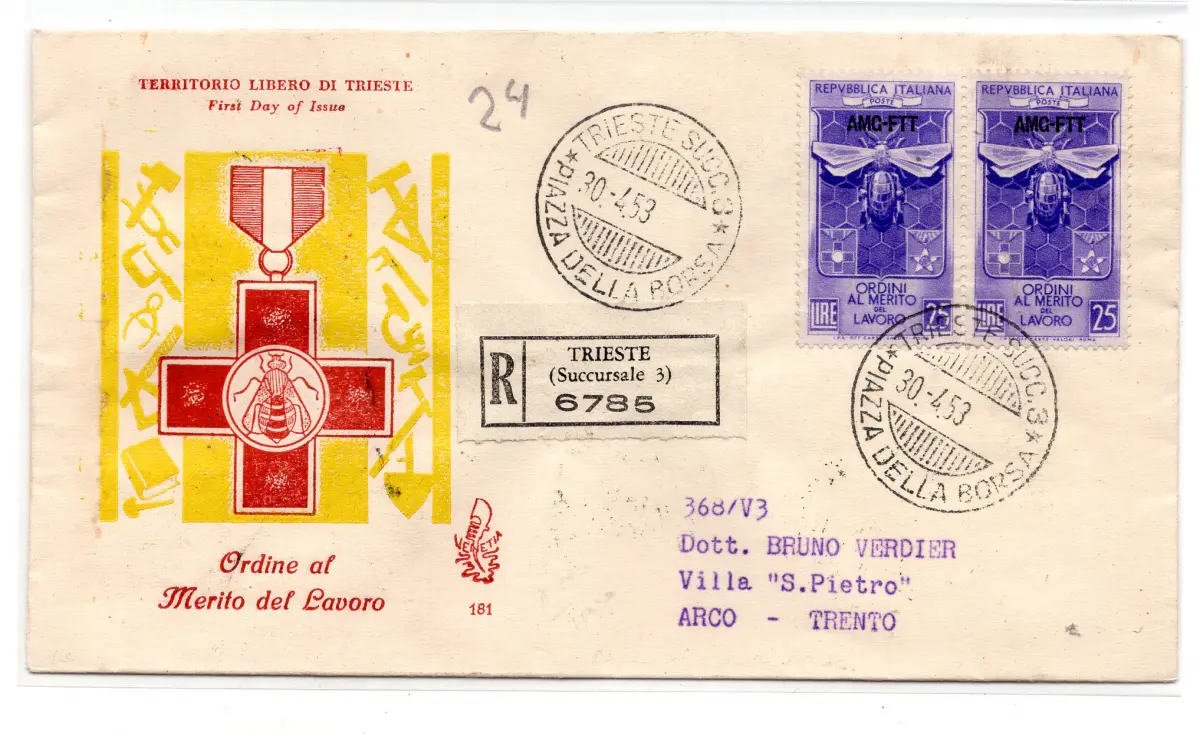 TERRITORIO LIBERO DI TRIESTE
First Day of Issue
24
TRIESTE SUCC. 3
30-4.53
PIAZZA DELLA BORSA
REPVBBLICA ITALIANA
POSTE
AMG-FTT
ORDINI
AL MERITO
DEL
LAVORO
LIRE 25
REPVBBLICA ITALIANA
POSTE
AMG-FTT
ORDINI
AL MERITO
DEL
LAVORO
LIRE 25
R
TRIESTE
(Succursale 3)
6785
TRIESTE SUCC. 3
30-4.53
PIAZZA DELLA BORSA
Ordine al
Merito del Lavoro
VENETIA
181
368/V3
Dott. BRUNO VERDIER
Villa "S.Pietro"
ARCO - TRENTO